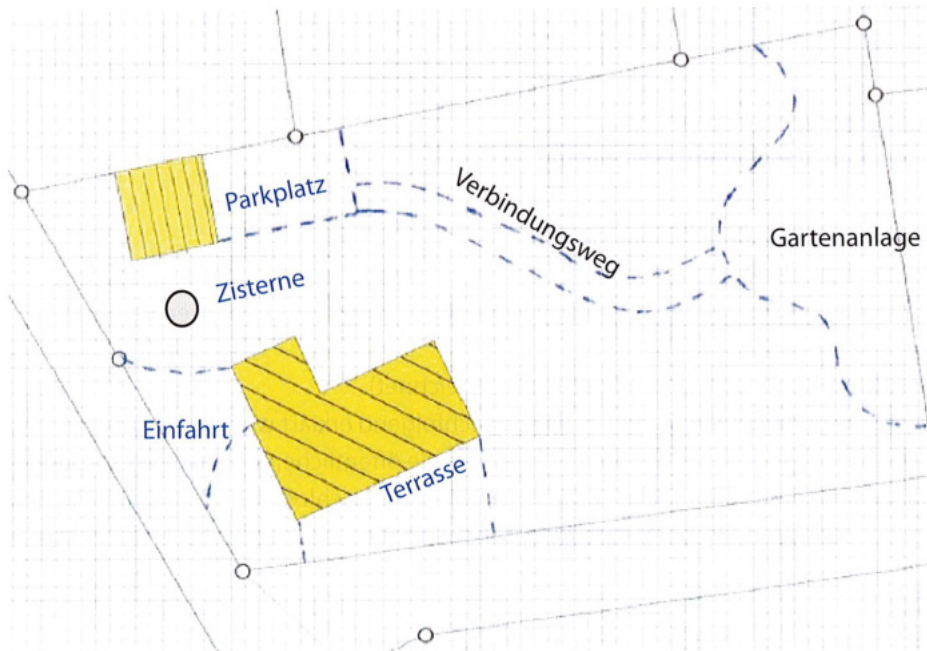 Parkplatz
Verbindungsweg
Gartenanlage
Zisterne
Einfahrt
Terrasse